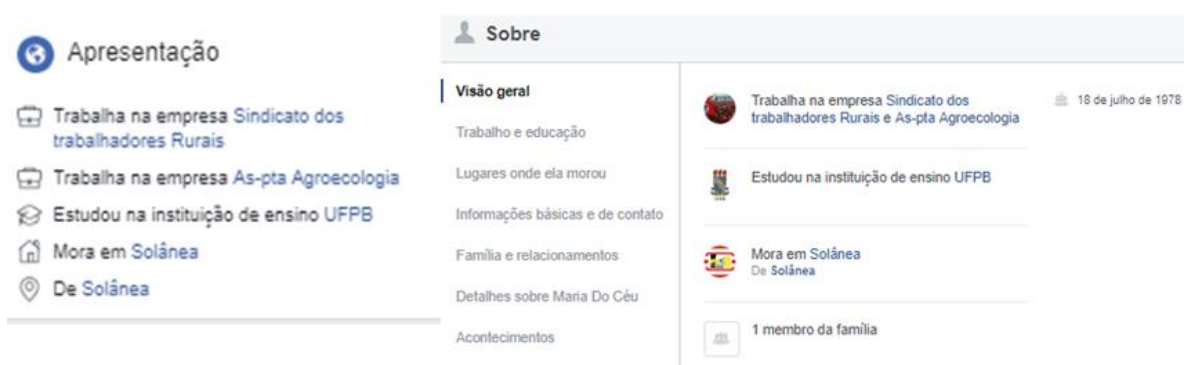 Apresentação
Trabalha na empresa Sindicato dos
trabalhadores Rurais
Trabalha na empresa As-pta Agroecologia
Estudou na instituição de ensino UFPB
Mora em Solânea
De Solânea
Sobre
Visão geral
Trabalho e educação
Lugares onde ela morou
Informações básicas e de contato
Família e relacionamentos
Detalhes sobre Maria Do Céu
Acontecimentos
Trabalha na empresa Sindicato dos
trabalhadores Rurais e As-pta Agroecologia
18 de julho de 1978
Estudou na instituição de ensino UFPB
Mora em Solânea
De Solânea
1 membro da família